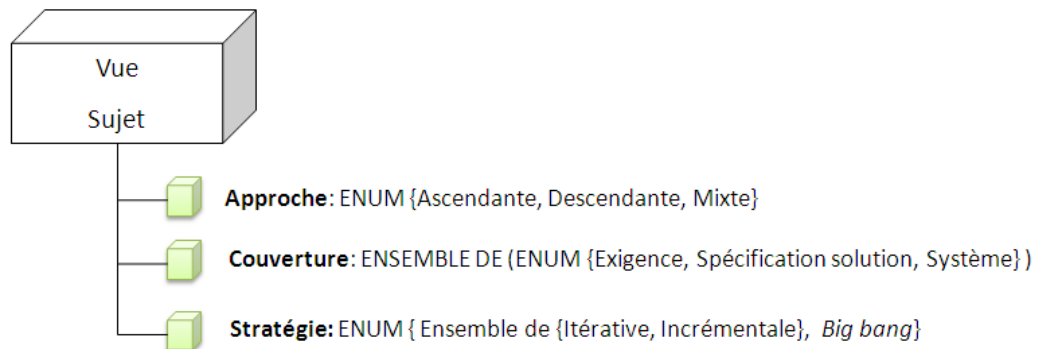 Vue
Sujet
Approche: ENUM {Ascendante, Descendante, Mixte}
Couverture: ENSEMBLE DE (ENUM {Exigence, Spécification solution, Système} )
Stratégie: ENUM { Ensemble de {Itérative, Incrémentale}, Big bang}